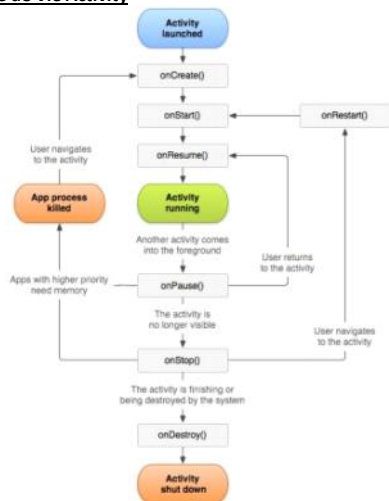 Activity
Activity
launched
onCreate()
onStart()
onRestart()
User navigates
to the activity
onResume()
App process
killed
Activity
running
Another activity comes
into the foreground
User returns
to the activity
Apps with higher priority
need memory
onPause()
The activity is
no longer visible
User navigates
to the activity
onStop()
The activity is finishing or
being destroyed by the system
onDestroy()
Activity
shut down